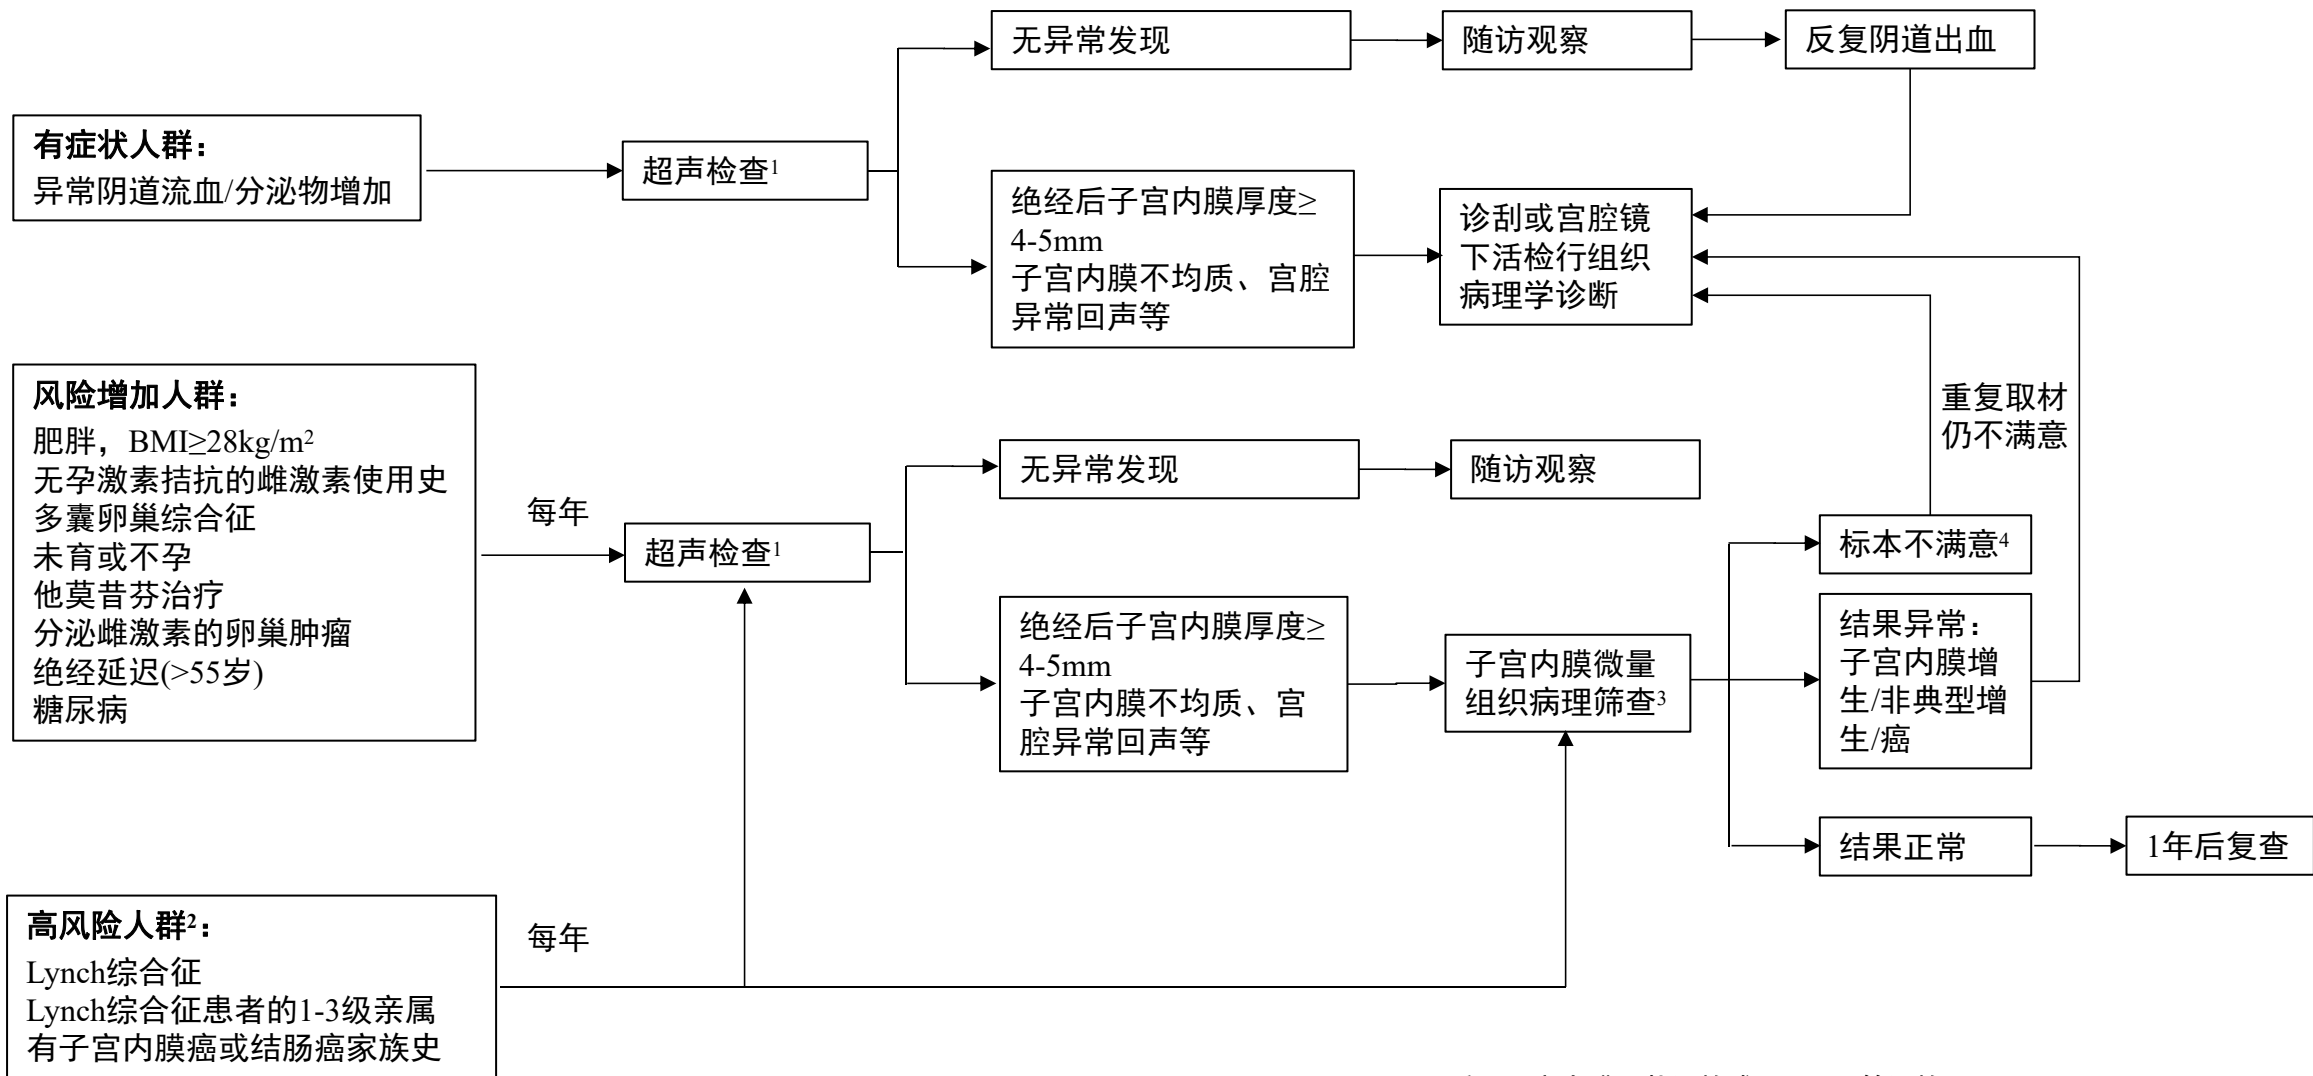 无异常发现
随访观察
反复阴道出血
有症状人群：
异常阴道流血/分泌物增加
超声检查1
绝经后子宫内膜厚度≥
4-5mm
子宫内膜不均质、宫腔
异常回声等
诊刮或宫腔镜
下活检行组织
病理学诊断
风险增加人群：
肥胖，BMI≥28kg/m2
无孕激素拮抗的雌激素使用史
多囊卵巢综合征
未育或不孕
他莫昔芬治疗
分泌雌激素的卵巢肿瘤
绝经延迟(>55岁)
糖尿病
每年
超声检查1
无异常发现
随访观察
绝经后子宫内膜厚度≥
4-5mm
子宫内膜不均质、宫
腔异常回声等
子宫内膜微量
组织病理筛查3
重复取材
仍不满意
标本不满意4
结果异常：
子宫内膜增
生/非典型增
生/癌
结果正常
1年后复查
高风险人群2：
Lynch综合征
Lynch综合征患者的1-3级亲属
有子宫内膜癌或结肠癌家族史
每年